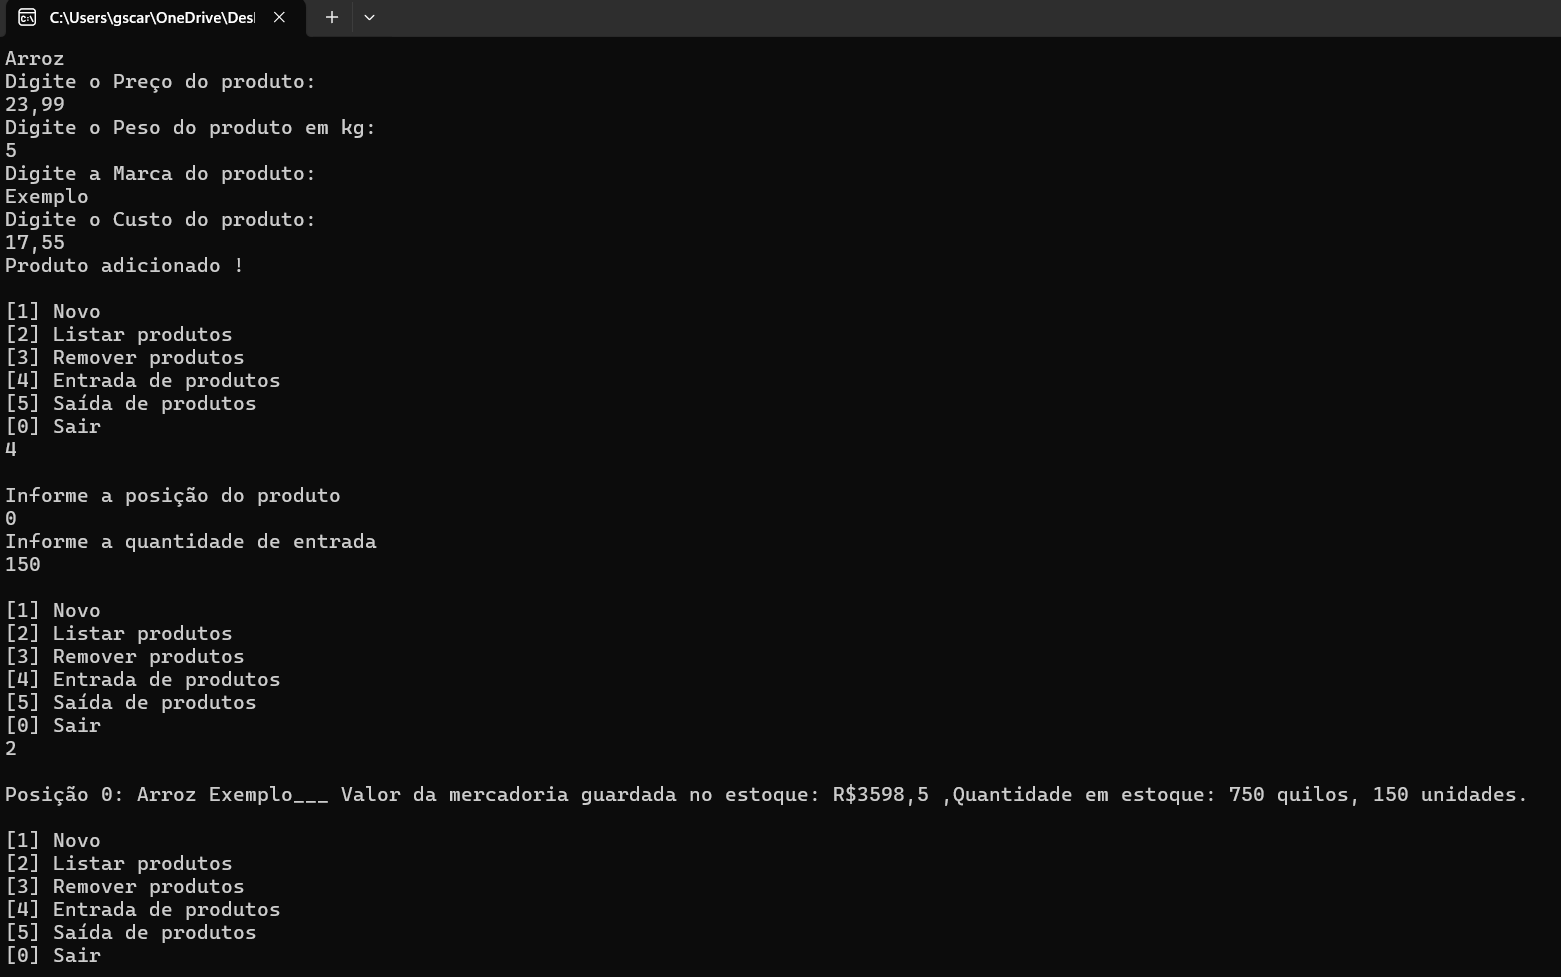 C:\Users\gscar\OneDrive\Des
Arroz
Digite o Preço do produto:
23,99
Digite o Peso do produto em kg:
5
Digite a Marca do produto:
Exemplo
Digite o Custo do produto:
17,55
Produto adicionado !
[1] Novo
[2] Listar produtos
[3] Remover produtos
[4] Entrada de produtos
[5] Saída de produtos
[0] Sair
4
Informe a posição do produto
0
Informe a quantidade de entrada
150
[1] Novo
[2] Listar produtos
[3] Remover produtos
[4] Entrada de produtos
[5] Saída de produtos
[0] Sair
2
Posição 0: Arroz Exemplo___ Valor da mercadoria guardada no estoque: R$3598,5 ,Quantidade em estoque: 750 quilos, 150 unidades.
[1] Novo
[2] Listar produtos
[3] Remover produtos
[4] Entrada de produtos
[5] Saída de produtos
[0] Sair